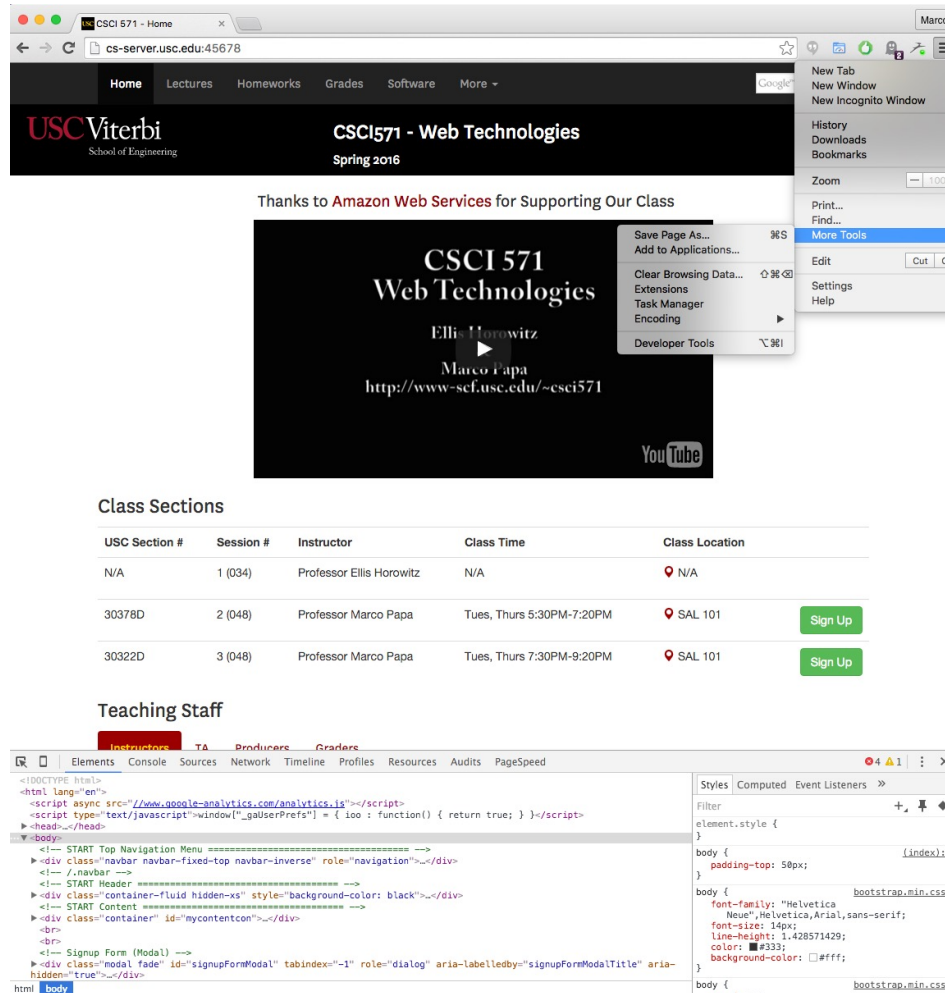 CSCI 571 - Home
Marco
cs-server.usc.edu:45678
Home Lectures Homeworks Grades Software More
Google
USC Viterbi
School of Engineering
CSCI571 - Web Technologies
Spring 2016
New Tab
New Window
New Incognito Window
History
Downloads
Bookmarks
Zoom 100
Print...
Find...
More Tools
Edit Cut
Settings
Help
Save Page As... ⌘S
Add to Applications...
Clear Browsing Data... ⇧⌘⌫
Extensions
Task Manager
Encoding
Developer Tools ⌥⌘I
Thanks to Amazon Web Services for Supporting Our Class
CSCI 571
Web Technologies
Ellis Horowitz
&
Marco Papa
http://www-scf.usc.edu/~csci571
YouTube
Class Sections
USC Section # Session # Instructor Class Time Class Location
N/A 1 (034) Professor Ellis Horowitz N/A N/A
30378D 2 (048) Professor Marco Papa Tues, Thurs 5:30PM-7:20PM SAL 101 Sign Up
30322D 3 (048) Professor Marco Papa Tues, Thurs 7:30PM-9:20PM SAL 101 Sign Up
Teaching Staff
Instructors TA Producers Graders
Elements Console Sources Network Timeline Profiles Resources Audits PageSpeed 4 1
<!DOCTYPE html>
<html lang="en">
<script async src="//www.google-analytics.com/analytics.js"></script>
<script type="text/javascript">window["_gaUserPrefs"] = { ioo : function() { return true; } }</script>
<head>…</head>
<body>
<!-- START Top Navigation Menu ==================================== -->
<div class="navbar navbar-fixed-top navbar-inverse" role="navigation">…</div>
<!-- /.navbar -->
<!-- START Header ==================================== -->
<div class="container-fluid hidden-xs" style="background-color: black">…</div>
<!-- START Content ==================================== -->
<div class="container" id="mycontentcon">…</div>
<br>
<br>
<!-- Signup Form (Modal) -->
<div class="modal fade" id="signupFormModal" tabindex="-1" role="dialog" aria-labelledby="signupFormModalTitle" aria-
hidden="true">…</div>
html body
Styles Computed Event Listeners »
Filter
element.style {
}
body { (index):
padding-top: 50px;
}
body { bootstrap.min.css
font-family: "Helvetica
Neue",Helvetica,Arial,sans-serif;
font-size: 14px;
line-height: 1.428571429;
color: #333;
background-color: #fff;
}
body { bootstrap.min.css